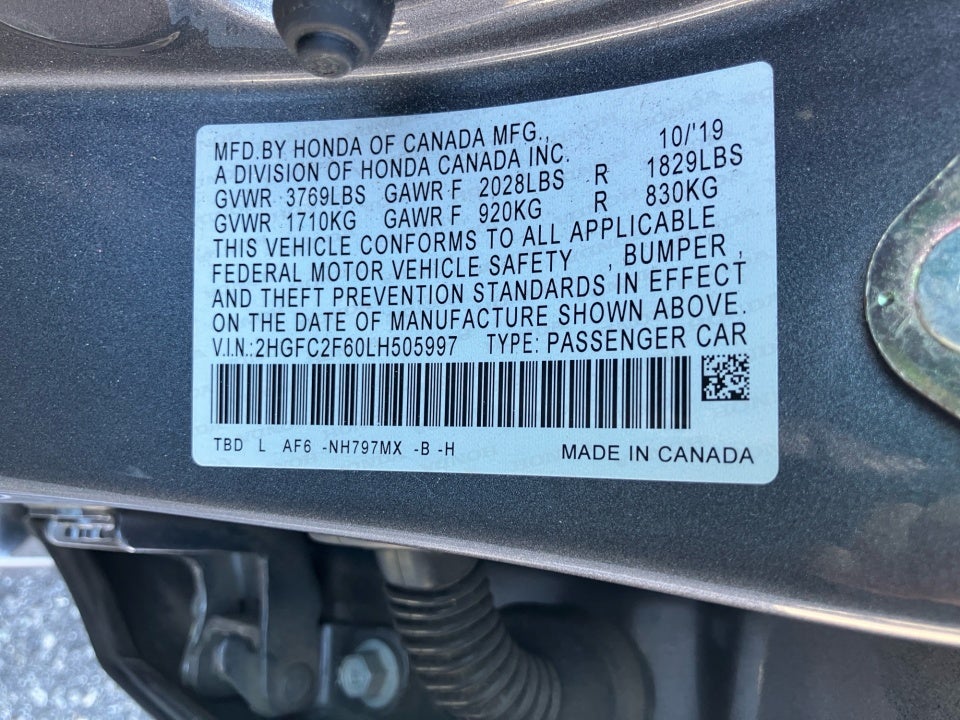 MFD.BY HONDA OF CANADA MFG., 10/'19
A DIVISION OF HONDA CANADA INC.
GVWR 3769LBS GAWR F 2028LBS R 1829LBS
GVWR 1710KG GAWR F 920KG R 830KG
THIS VEHICLE CONFORMS TO ALL APPLICABLE
FEDERAL MOTOR VEHICLE SAFETY , BUMPER ,
AND THEFT PREVENTION STANDARDS IN EFFECT
ON THE DATE OF MANUFACTURE SHOWN ABOVE.
V.I.N.:2HGFC2F60LH505997 TYPE: PASSENGER CAR
TBD L AF6 -NH797MX -B -H MADE IN CANADA